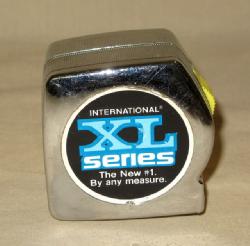 INTERNATIONAL®
XL
series
The New #1.
By any measure.